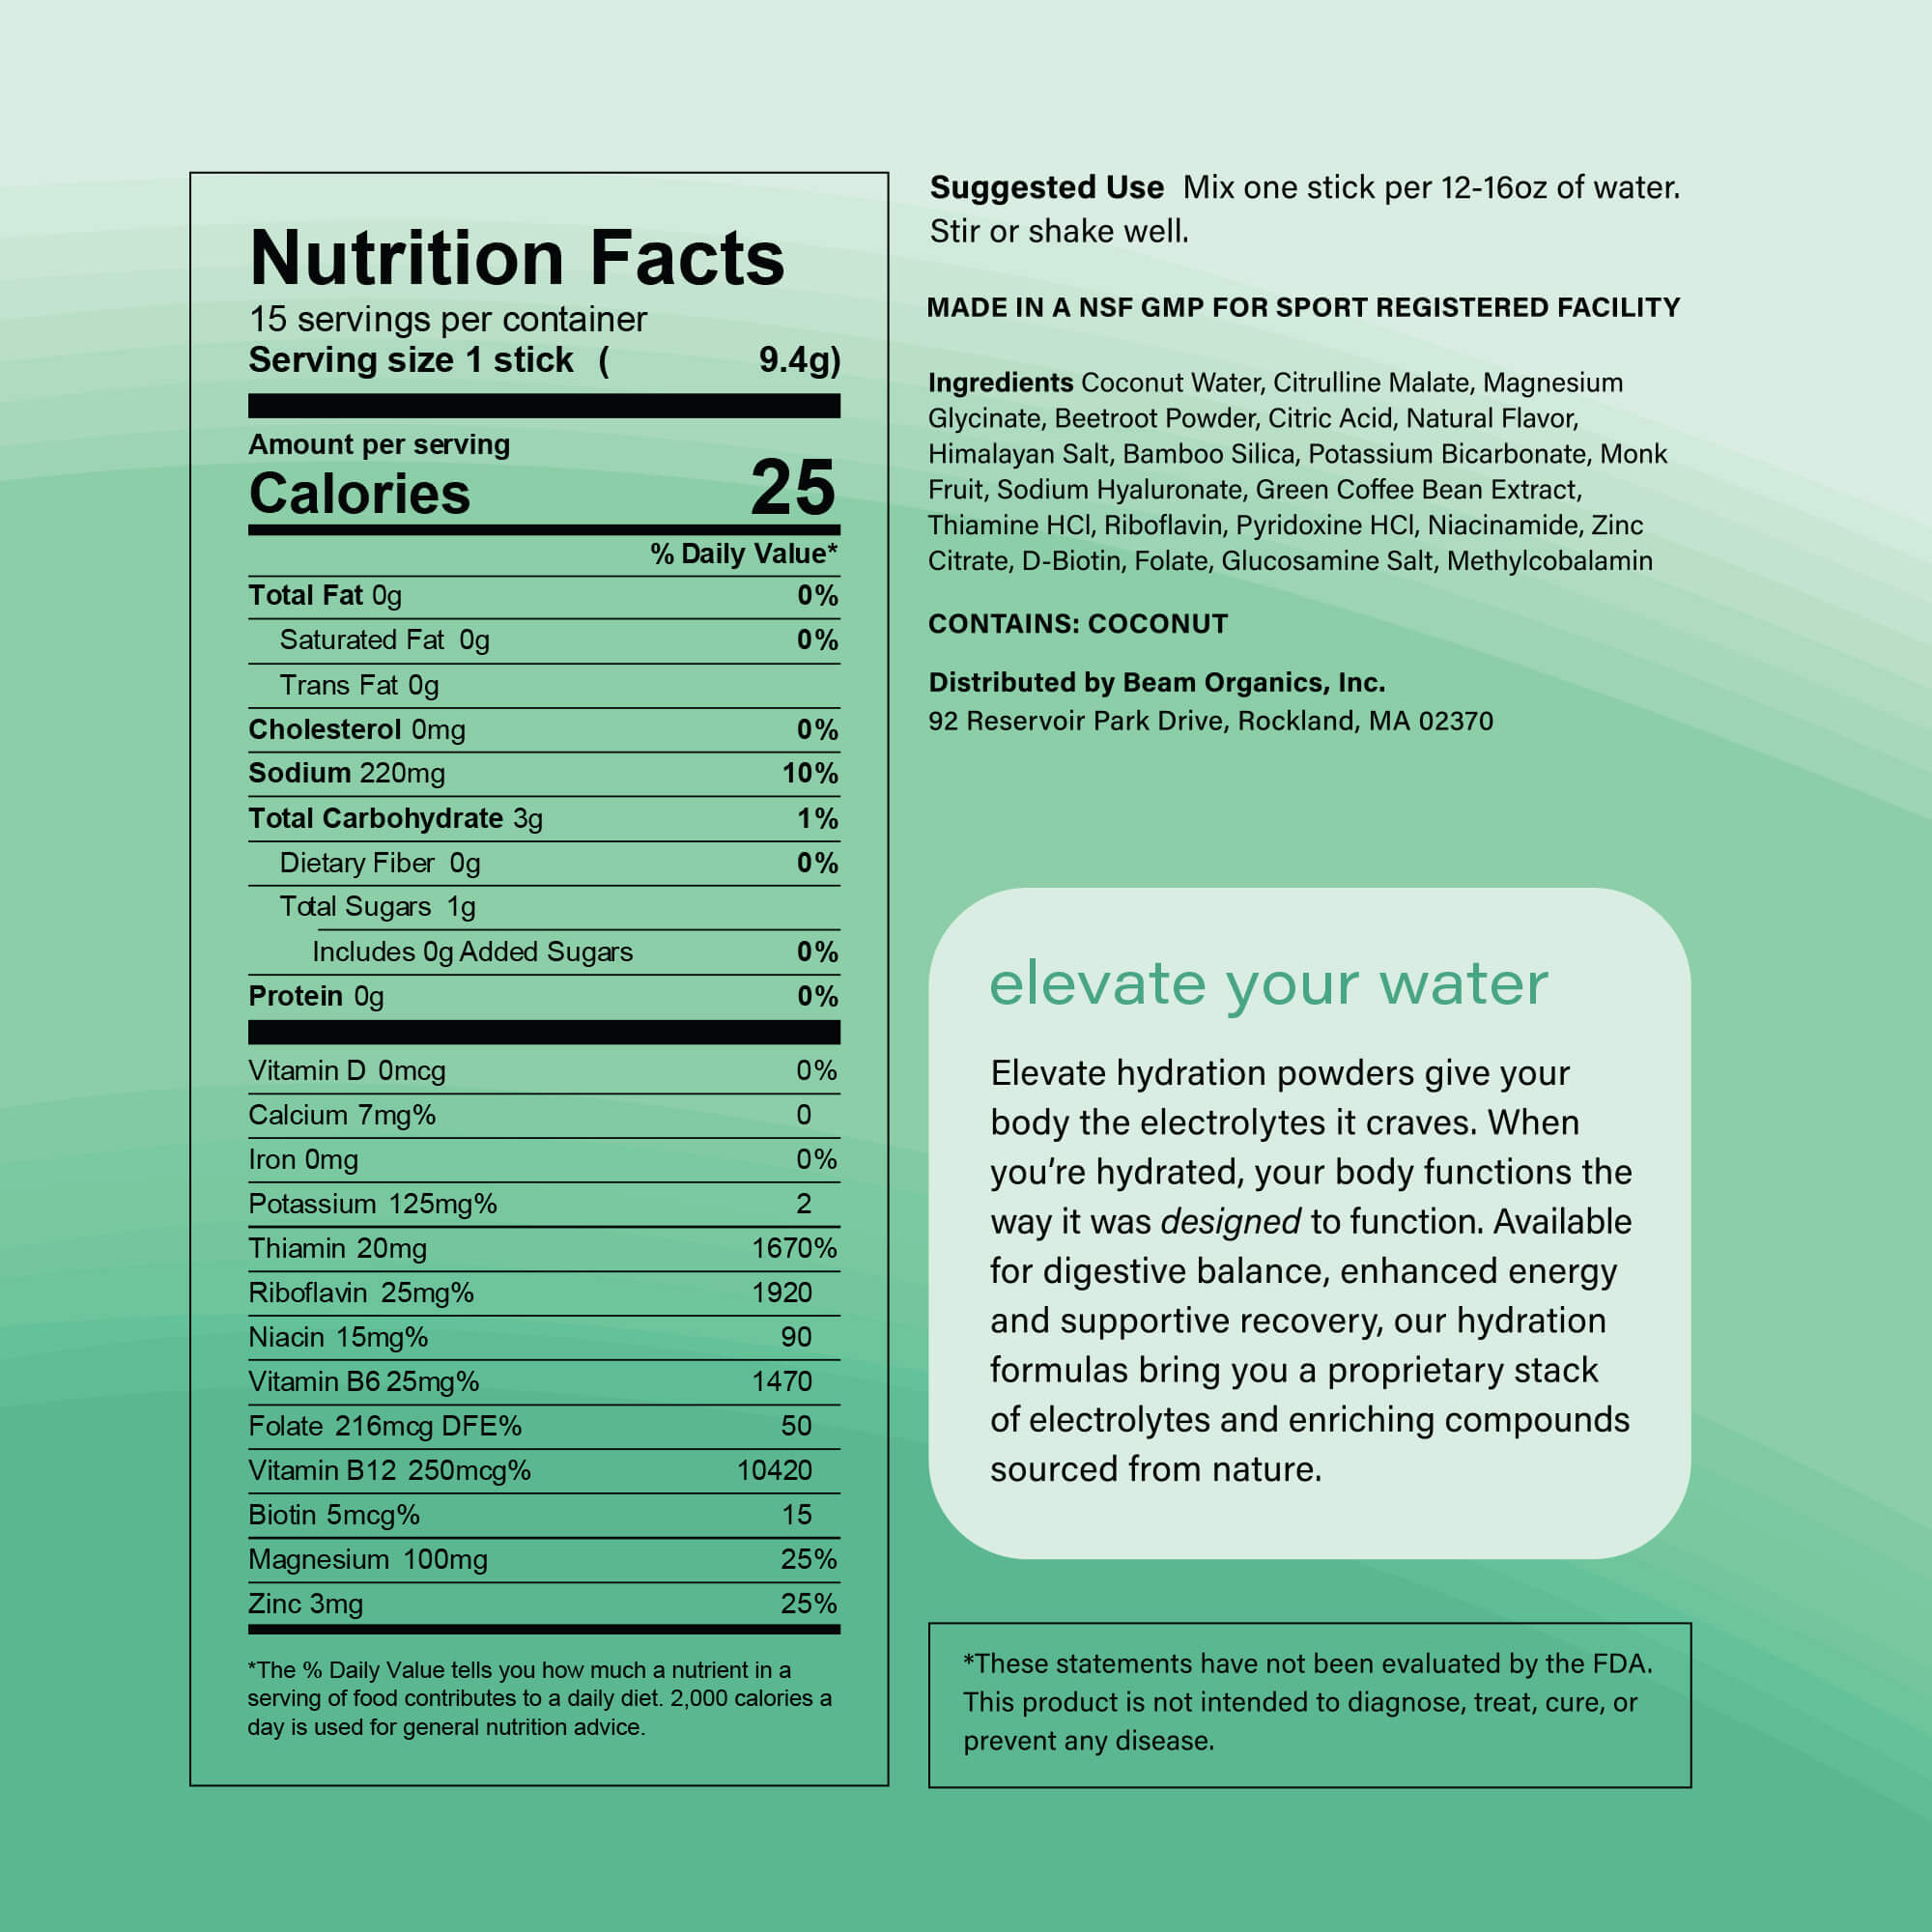 Nutrition Facts
15 servings per container
Serving size 1 stick ( 9.4g)
Amount per serving
Calories 25
% Daily Value*
Total Fat 0g 0%
Saturated Fat 0g 0%
Trans Fat 0g
Cholesterol 0mg 0%
Sodium 220mg 10%
Total Carbohydrate 3g 1%
Dietary Fiber 0g 0%
Total Sugars 1g
Includes 0g Added Sugars 0%
Protein 0g 0%
Vitamin D 0mcg 0%
Calcium 7mg% 0
Iron 0mg 0%
Potassium 125mg% 2
Thiamin 20mg 1670%
Riboflavin 25mg% 1920
Niacin 15mg% 90
Vitamin B6 25mg% 1470
Folate 216mcg DFE% 50
Vitamin B12 250mcg% 10420
Biotin 5mcg% 15
Magnesium 100mg 25%
Zinc 3mg 25%
*The % Daily Value tells you how much a nutrient in a
serving of food contributes to a daily diet. 2,000 calories a
day is used for general nutrition advice.
Suggested Use Mix one stick per 12-16oz of water.
Stir or shake well.
MADE IN A NSF GMP FOR SPORT REGISTERED FACILITY
Ingredients Coconut Water, Citrulline Malate, Magnesium
Glycinate, Beetroot Powder, Citric Acid, Natural Flavor,
Himalayan Salt, Bamboo Silica, Potassium Bicarbonate, Monk
Fruit, Sodium Hyaluronate, Green Coffee Bean Extract,
Thiamine HCl, Riboflavin, Pyridoxine HCl, Niacinamide, Zinc
Citrate, D-Biotin, Folate, Glucosamine Salt, Methylcobalamin
CONTAINS: COCONUT
Distributed by Beam Organics, Inc.
92 Reservoir Park Drive, Rockland, MA 02370
elevate your water
Elevate hydration powders give your
body the electrolytes it craves. When
you’re hydrated, your body functions the
way it was designed to function. Available
for digestive balance, enhanced energy
and supportive recovery, our hydration
formulas bring you a proprietary stack
of electrolytes and enriching compounds
sourced from nature.
*These statements have not been evaluated by the FDA.
This product is not intended to diagnose, treat, cure, or
prevent any disease.